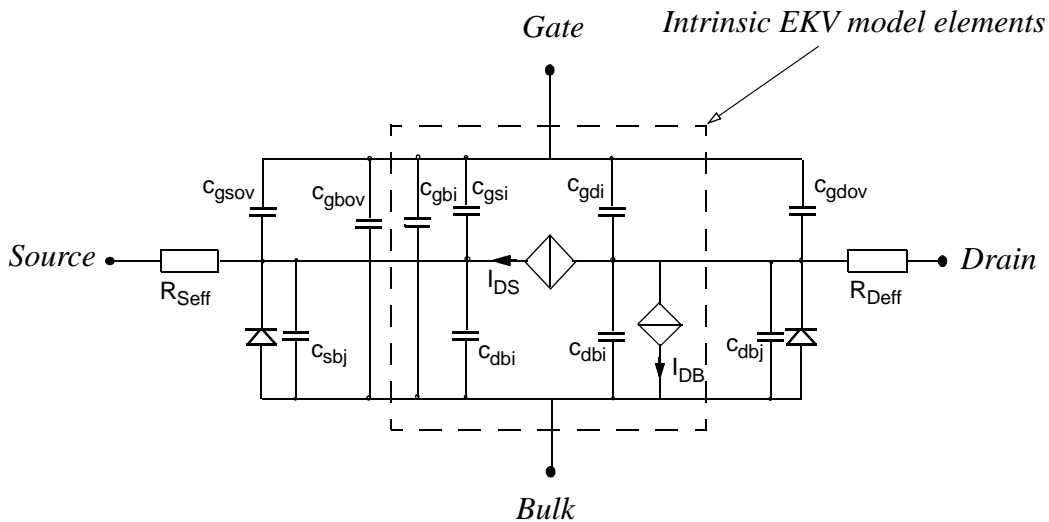 Gate
Intrinsic EKV model elements
cgsov
cgbov
cgbi
cgsi
cgdi
cgdov
Source
Drain
RSeff
IDS
RDeff
csbj
cdbi
cdbi
IDB
cdbj
Bulk